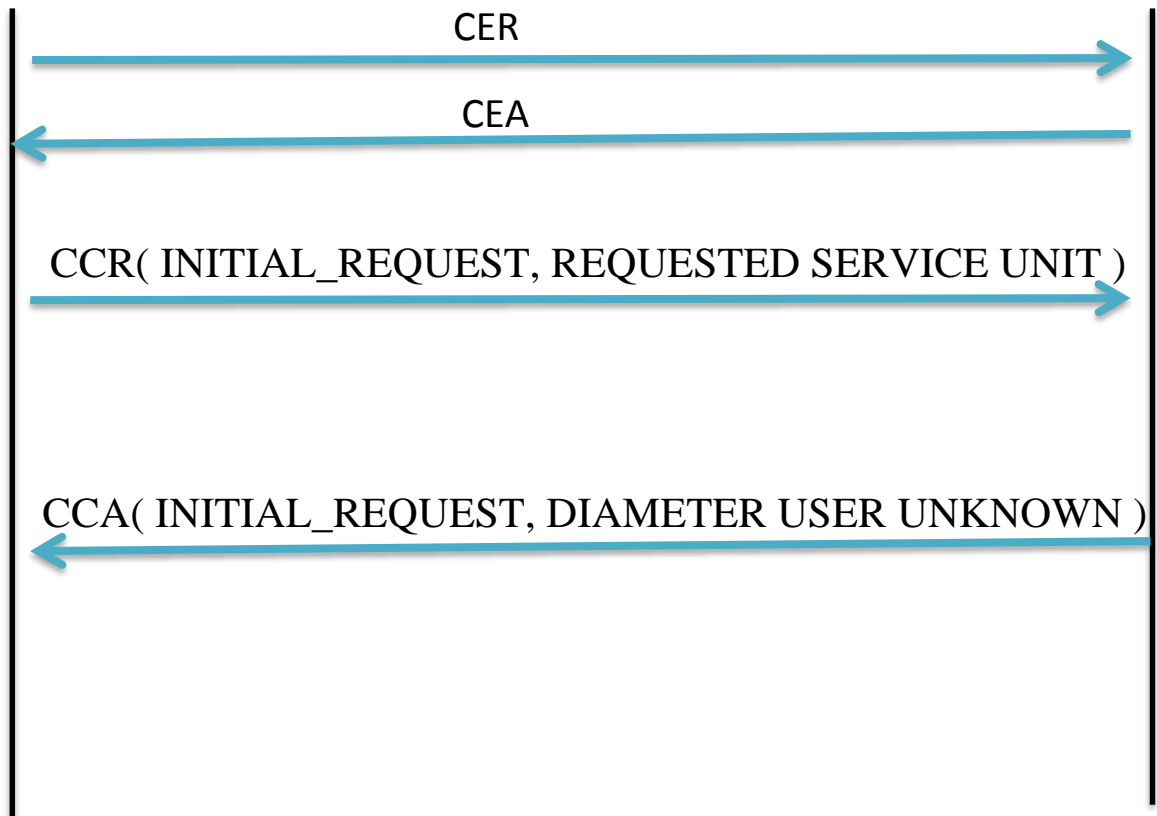 CER
CEA
CCR( INITIAL_REQUEST, REQUESTED SERVICE UNIT )
CCA( INITIAL_REQUEST, DIAMETER USER UNKNOWN )